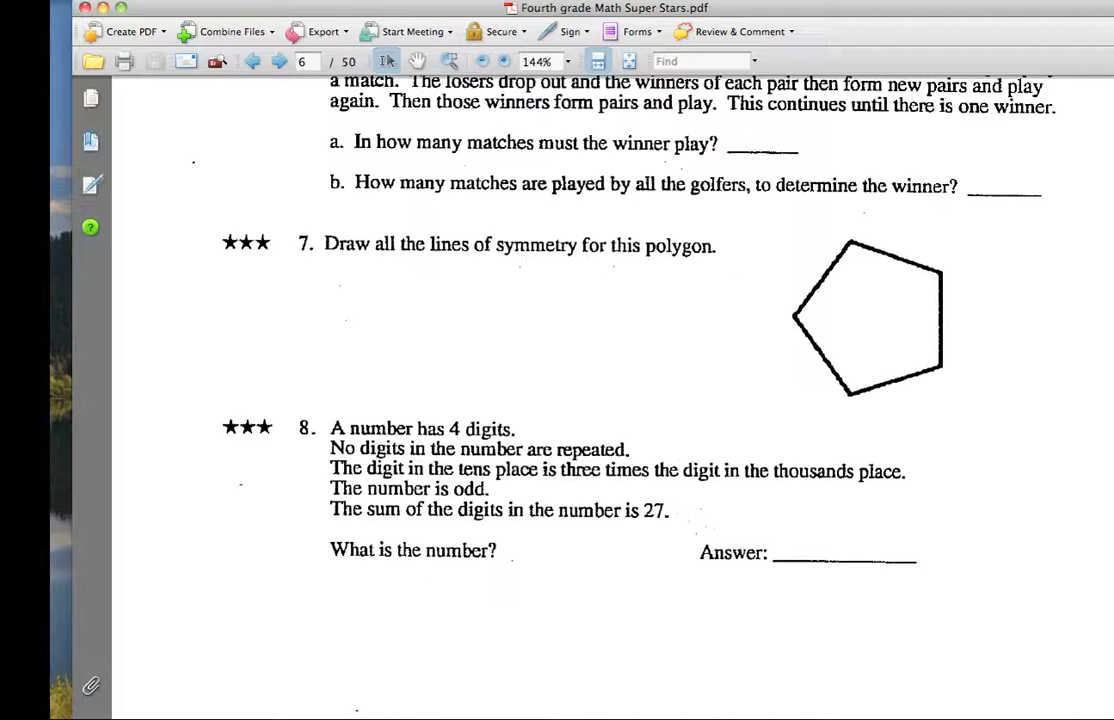 Fourth grade Math Super Stars.pdf
Create PDF Combine Files Export Start Meeting Secure Sign Forms Review & Comment
6 / 50 144% Find
a match. The losers drop out and the winners of each pair then form new pairs and play
again. Then those winners form pairs and play. This continues until there is one winner.
a. In how many matches must the winner play? ______
b. How many matches are played by all the golfers, to determine the winner? ______
★★★ 7. Draw all the lines of symmetry for this polygon.
★★★ 8. A number has 4 digits.
No digits in the number are repeated.
The digit in the tens place is three times the digit in the thousands place.
The number is odd.
The sum of the digits in the number is 27.
What is the number? Answer: ____________